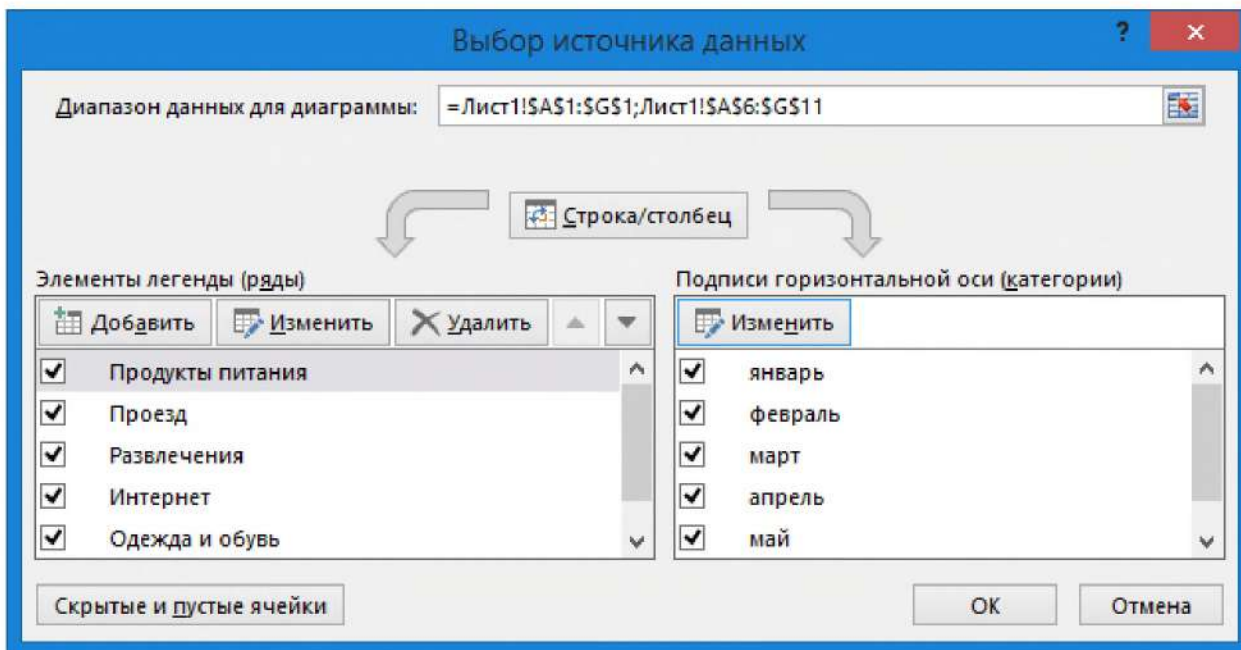 Выбор источника данных
?
Диапазон данных для диаграммы: =Лист1!$A$1:$G$1;Лист1!$A$6:$G$11
Строка/столбец
Элементы легенды (ряды)
Добавить Изменить Удалить
Продукты питания
Проезд
Развлечения
Интернет
Одежда и обувь
Подписи горизонтальной оси (категории)
Изменить
январь
февраль
март
апрель
май
Скрытые и пустые ячейки
ОК Отмена